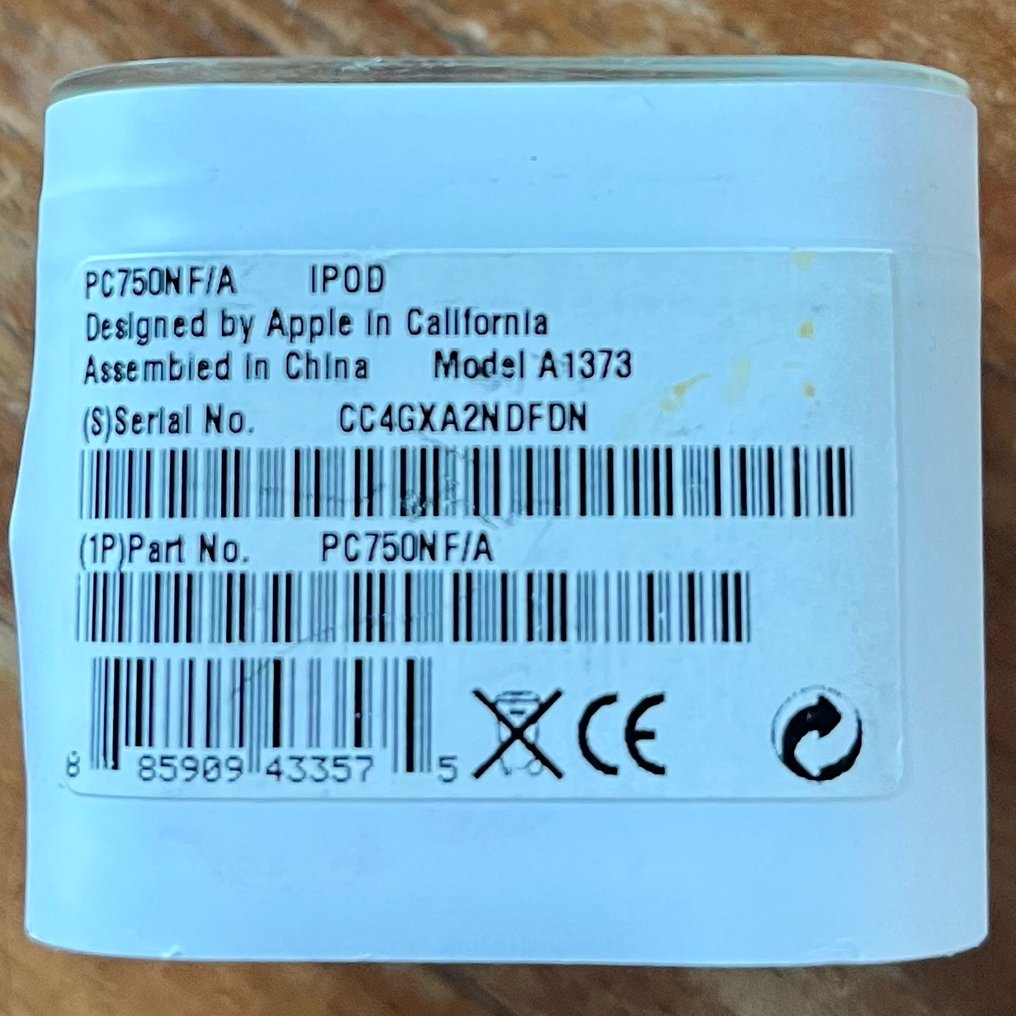 PC750NF/A IPOD
Designed by Apple in California
Assembled in China Model A1373
(S)Serial No. CC4GXA2NDFDN
(1P)Part No. PC750NF/A
8 85909 43357 5
CE